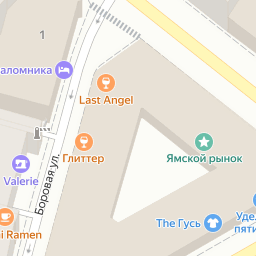 1
аломника
Last Angel
Глиттер
Ямской рынок
Valerie
Боровая ул.
The Гусь
Уде
пяти
i Ramen